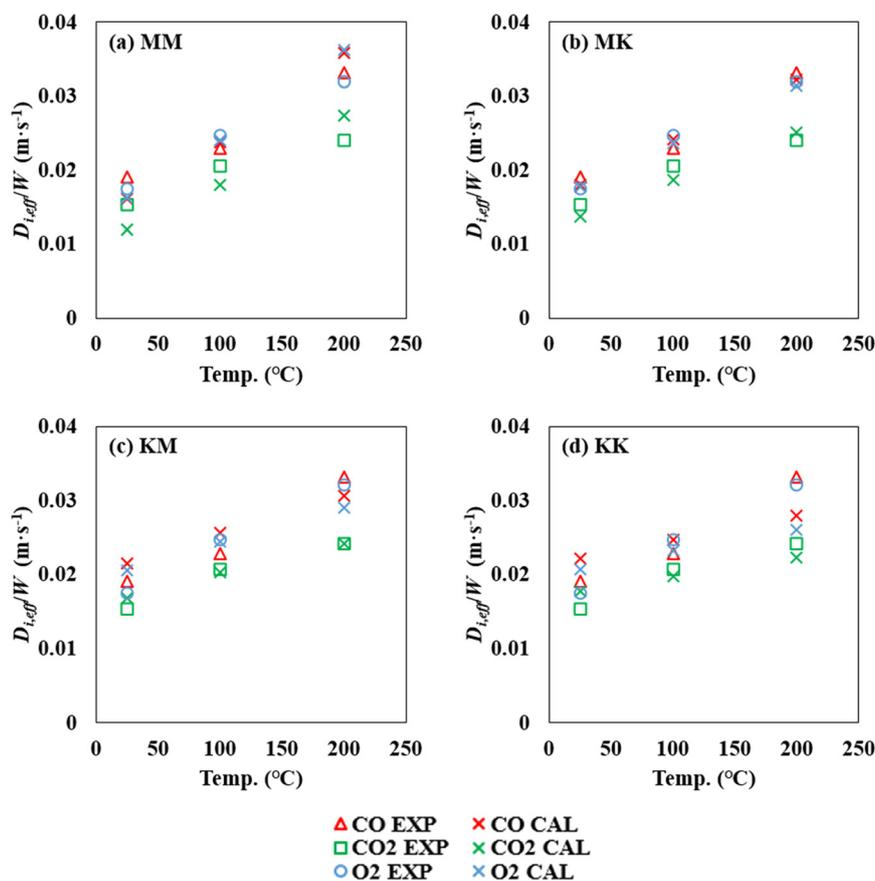 (a) MM
0.04
0.03
0.02
0.01
0
D_{i,eff}/W (m·s⁻¹)
0 50 100 150 200 250
Temp. (°C)
(b) MK
0.04
0.03
0.02
0.01
0
D_{i,eff}/W (m·s⁻¹)
0 50 100 150 200 250
Temp. (°C)
(c) KM
0.04
0.03
0.02
0.01
0
D_{i,eff}/W (m·s⁻¹)
0 50 100 150 200 250
Temp. (°C)
(d) KK
0.04
0.03
0.02
0.01
0
D_{i,eff}/W (m·s⁻¹)
0 50 100 150 200 250
Temp. (°C)
CO EXP CO CAL
CO2 EXP CO2 CAL
O2 EXP O2 CAL